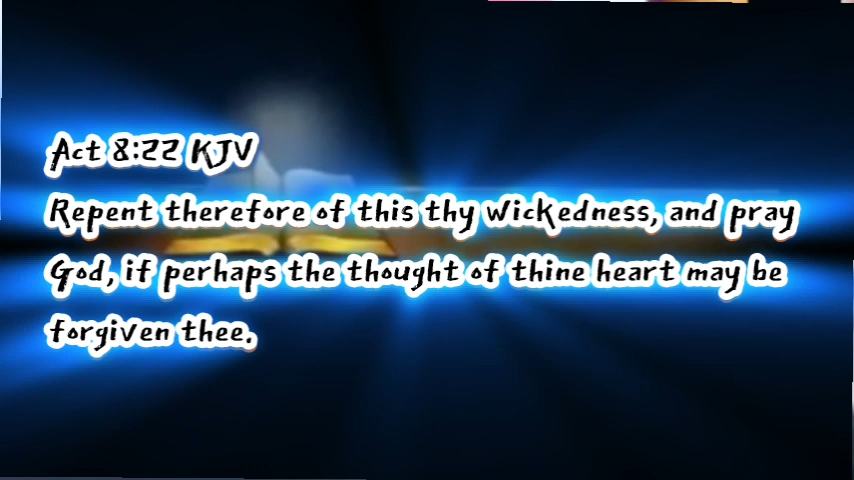 Act 8:22 KJV
Repent therefore of this thy wickedness, and pray
God, if perhaps the thought of thine heart may be
forgiven thee.